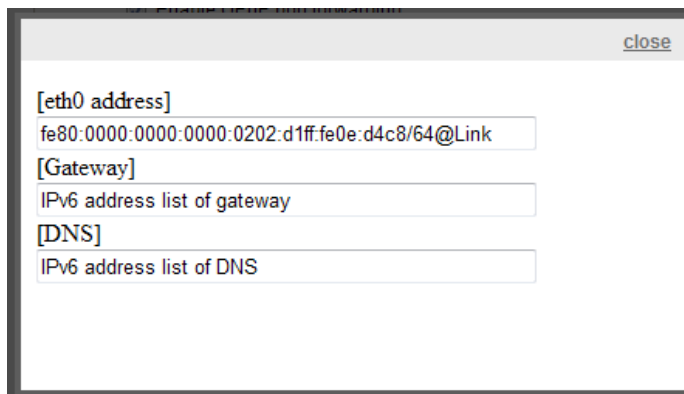 close
[eth0 address]
fe80:0000:0000:0000:0202:d1ff:fe0e:d4c8/64@Link
[Gateway]
IPv6 address list of gateway
[DNS]
IPv6 address list of DNS